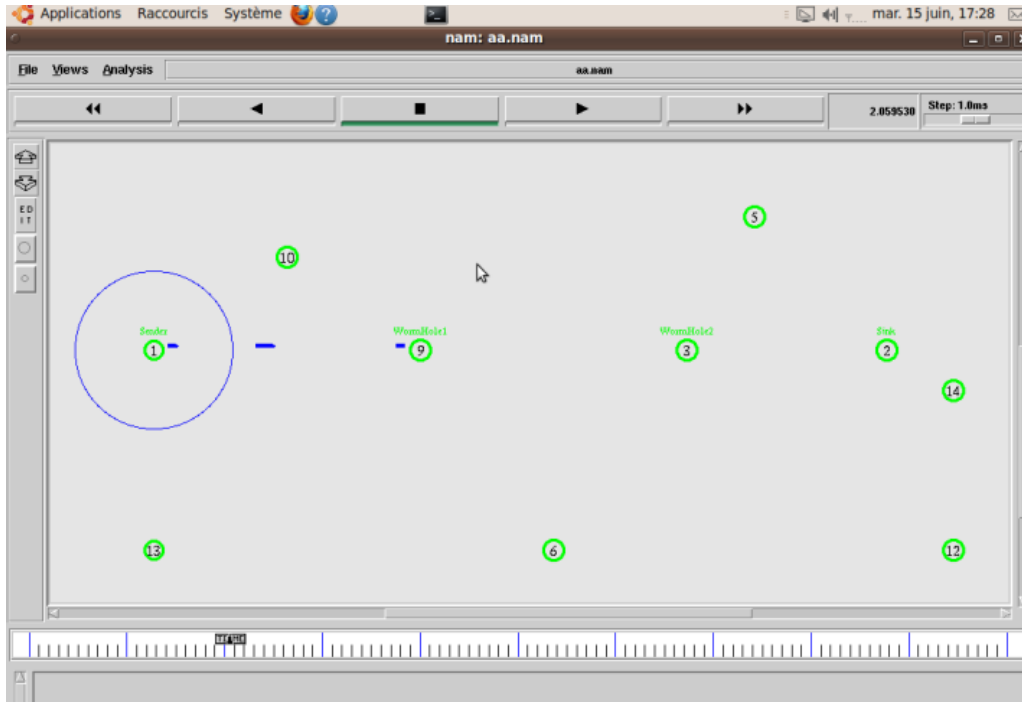 Applications Raccourcis Système mar. 15 juin, 17:28
nam: aa.nam
File Views Analysis aa.nam
2.059530 Step: 1.0ms
ED
IT
5
10
Sender WormHole1 WormHole2 Sink
1 9 3 2
14
13 6 12
TIME